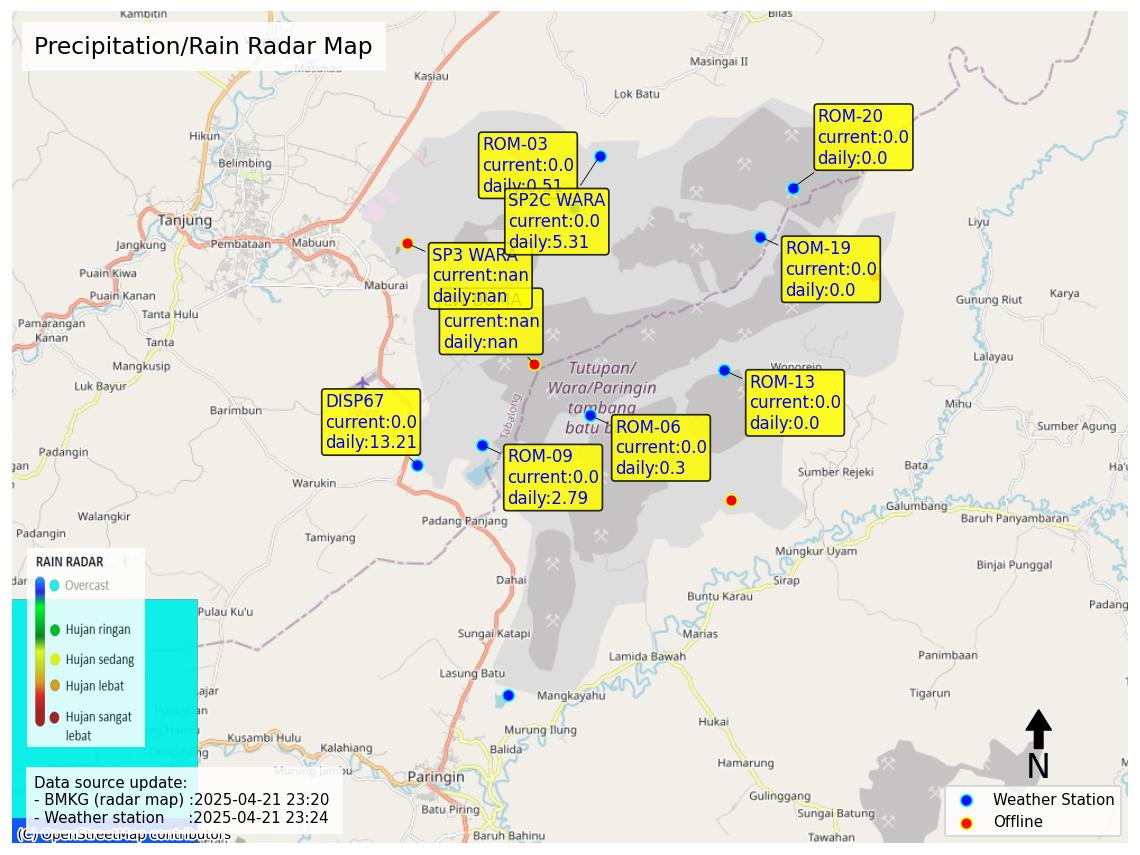 Kambitin
Bilas
Precipitation/Rain Radar Map
Masukau
Kasiau
Masingai II
Lok Batu
Hikun
Belimbing
ROM-03
current:0.0
daily:0.51
ROM-20
current:0.0
daily:0.0
SP2C WARA
current:0.0
daily:5.31
Tanjung
Jangkung
Pembataan
Mabuun
Liyu
SP3 WARA
current:nan
daily:nan
ROM-19
current:0.0
daily:0.0
Puain Kiwa
Maburai
Puain Kanan
Tanta Hulu
Gunung Riut
Karya
current:nan
daily:nan
Pamarangan
Kanan
Tanta
Mangkusip
Luk Bayur
Lalayau
Wonorejo
Tutupan/
Wara/Paringin
tambang
batu b
Tabalong
ROM-13
current:0.0
daily:0.0
DISP67
current:0.0
daily:13.21
Barimbun
Mihu
ROM-06
current:0.0
daily:0.3
Sumber Agung
ROM-09
current:0.0
daily:2.79
Warukin
Sumber Rejeki
Bata
Padangin
Walangkir
Padang Panjang
Galumbang
Baruh Panyambaran
Padangin
Tamiyang
Mungkur Uyam
Binjai Punggal
RAIN RADAR
Overcast
Hujan ringan
Hujan sedang
Hujan lebat
Hujan sangat
lebat
Dahai
Sirap
Buntu Karau
Padang
Pulau Ku'u
Sungai Katapi
Marias
Lamida Bawah
Panimbaan
Lasung Batu
Tigarun
Mangkayahu
Hukai
Murung Ilung
Kusambi Hulu
Kalahiang
Balida
Hamarung
Murung Jambu
Paringin
N
Data source update:
- BMKG (radar map) :2025-04-21 23:20
- Weather station :2025-04-21 23:24
Gulinggang
Batu Piring
Sungai Batung
Weather Station
Offline
(C) OpenStreetMap contributors
Baruh Bahinu
Tawahan